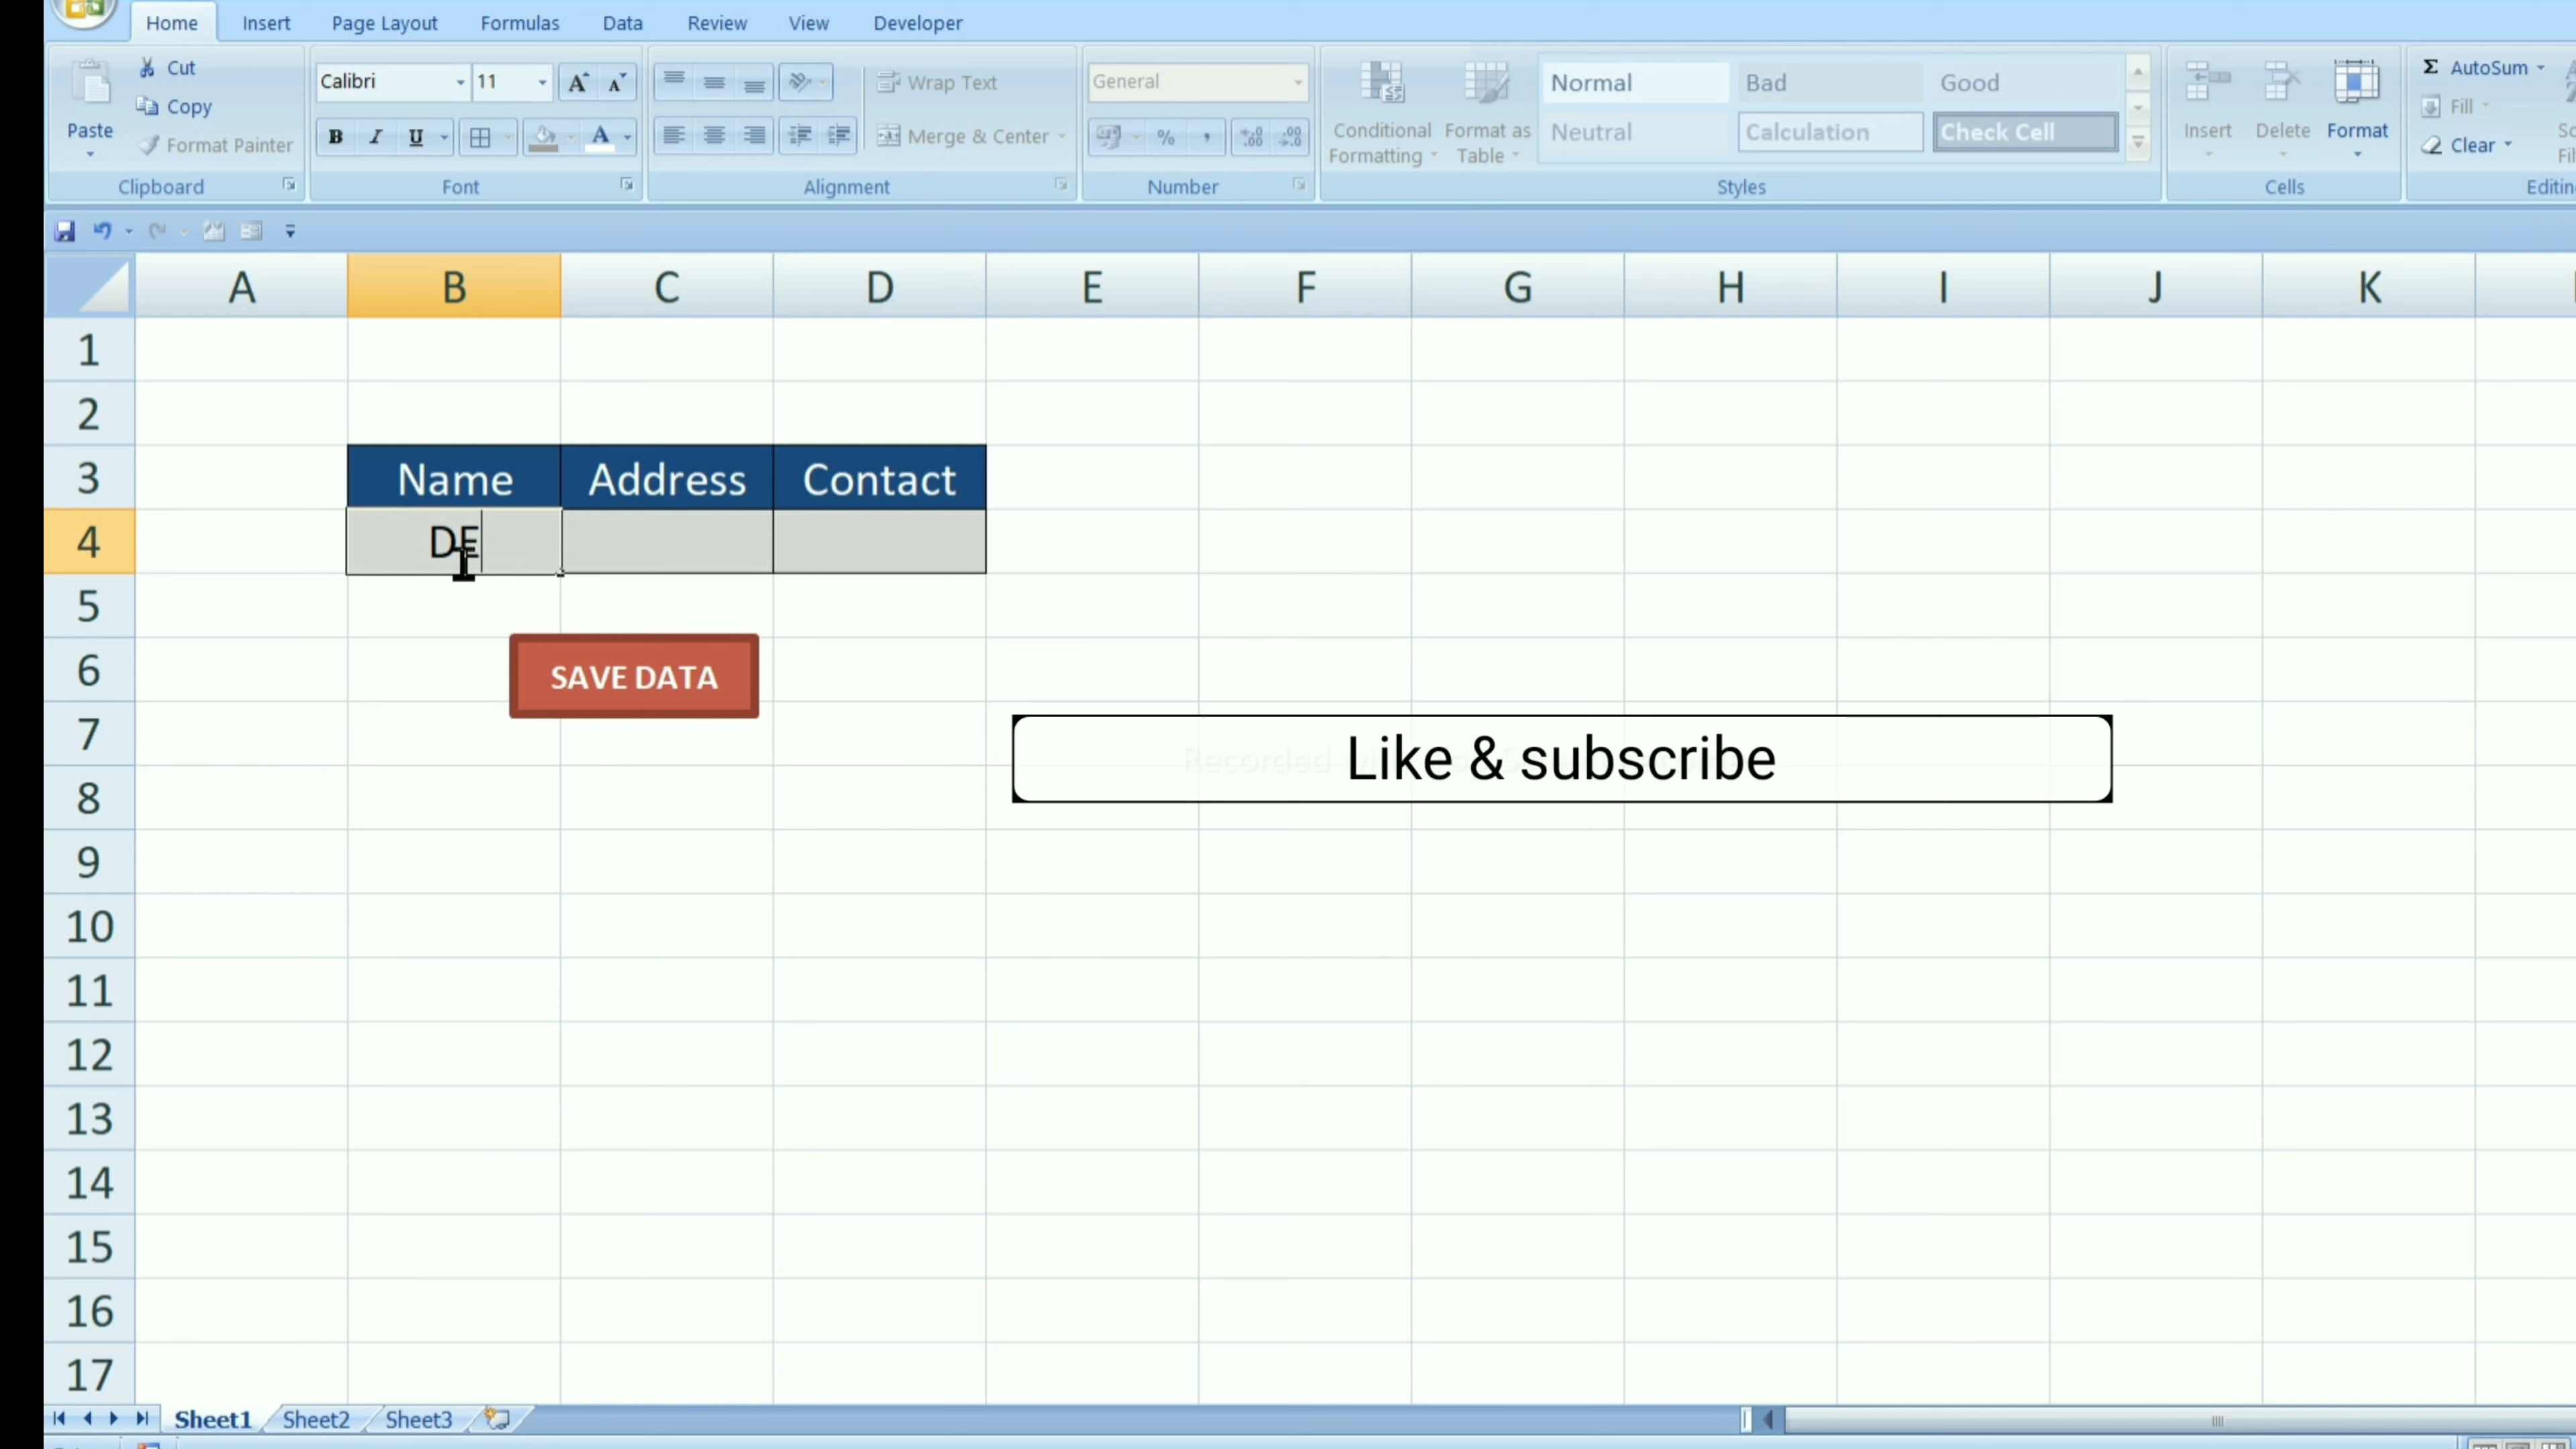 Home Insert Page Layout Formulas Data Review View Developer
Cut
Copy
Format Painter
Paste
Clipboard
Calibri 11
B I U A
Font
Wrap Text
Merge & Center
Alignment
General
%
Number
Conditional Formatting
Format as Table
Normal Bad Good
Neutral Calculation Check Cell
Styles
Insert Delete Format
Cells
Σ AutoSum
Fill
Clear
A B C D E F G H I J K
1
2
3 Name Address Contact
4 DE
5
6 SAVE DATA
7
Recorded Like & subscribe
8
9
10
11
12
13
14
15
16
17
Sheet1 Sheet2 Sheet3